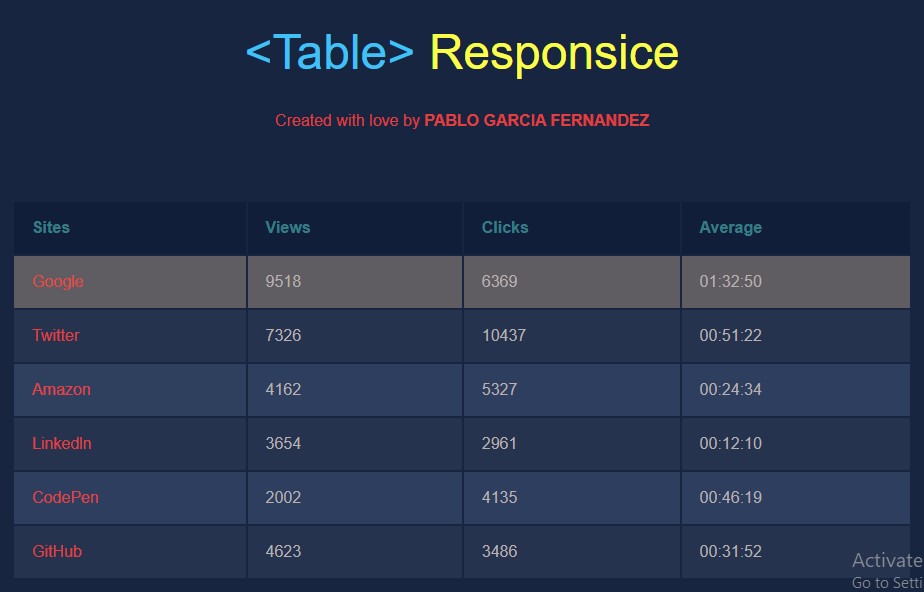 <Table> Responsice
Created with love by PABLO GARCIA FERNANDEZ
Sites Views Clicks Average
Google 9518 6369 01:32:50
Twitter 7326 10437 00:51:22
Amazon 4162 5327 00:24:34
LinkedIn 3654 2961 00:12:10
CodePen 2002 4135 00:46:19
GitHub 4623 3486 00:31:52
Activate
Go to Setti